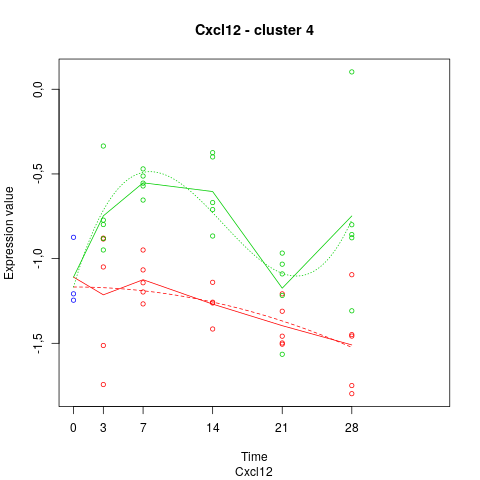 Cxcl12 - cluster 4
Expression value
0.0
-0.5
-1.0
-1.5
0 3 7 14 21 28
Time
Cxcl12